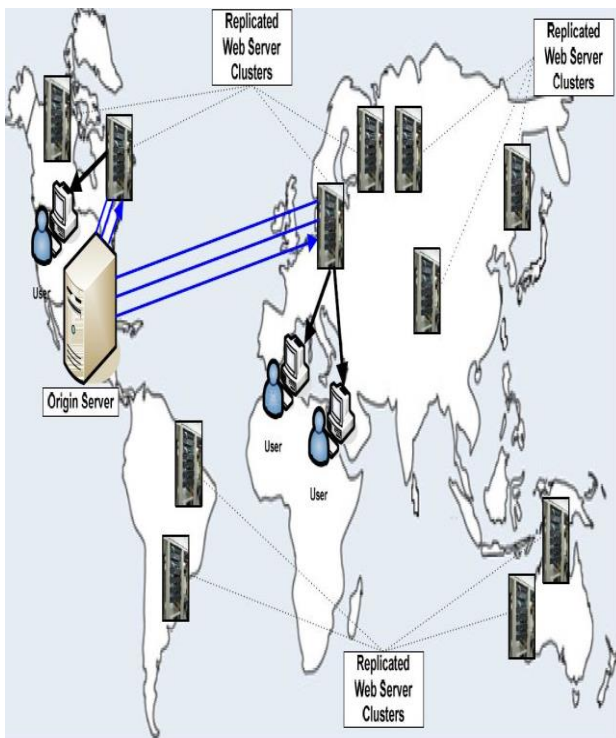 Replicated
Web Server
Clusters
Replicated
Web Server
Clusters
User
Origin Server
User
User
Replicated
Web Server
Clusters